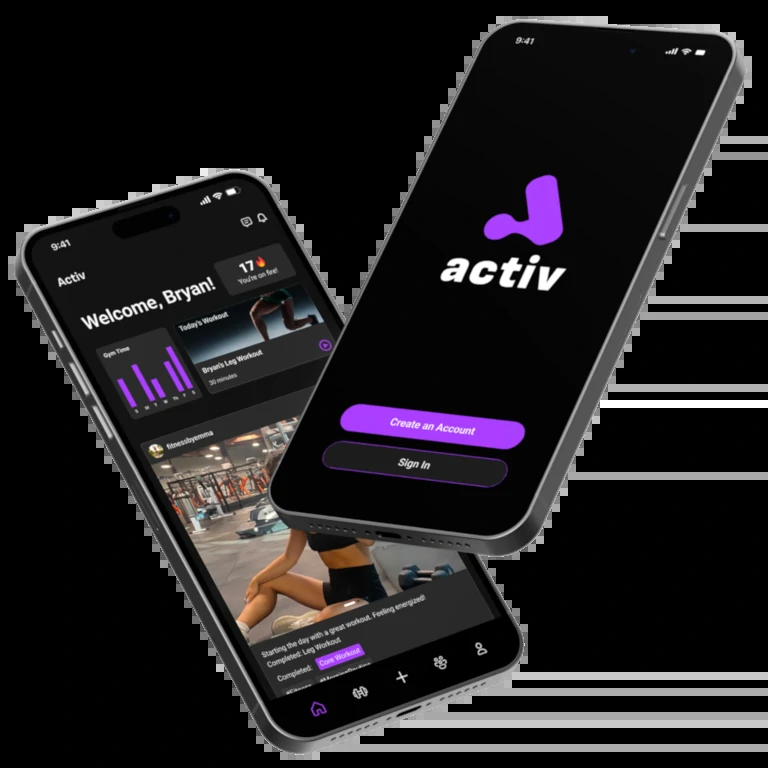 9:41
activ
Create an Account
Sign In
9:41
Activ
Welcome, Bryan!
17🔥
You're on fire!
Gym Time
S M T W Th F S
Today's Workout
Bryan's Leg Workout
30 minutes
fitnessbyemma
Starting the day with a great workout. Feeling energized!
Completed: Leg Workout
Completed: Core Workout